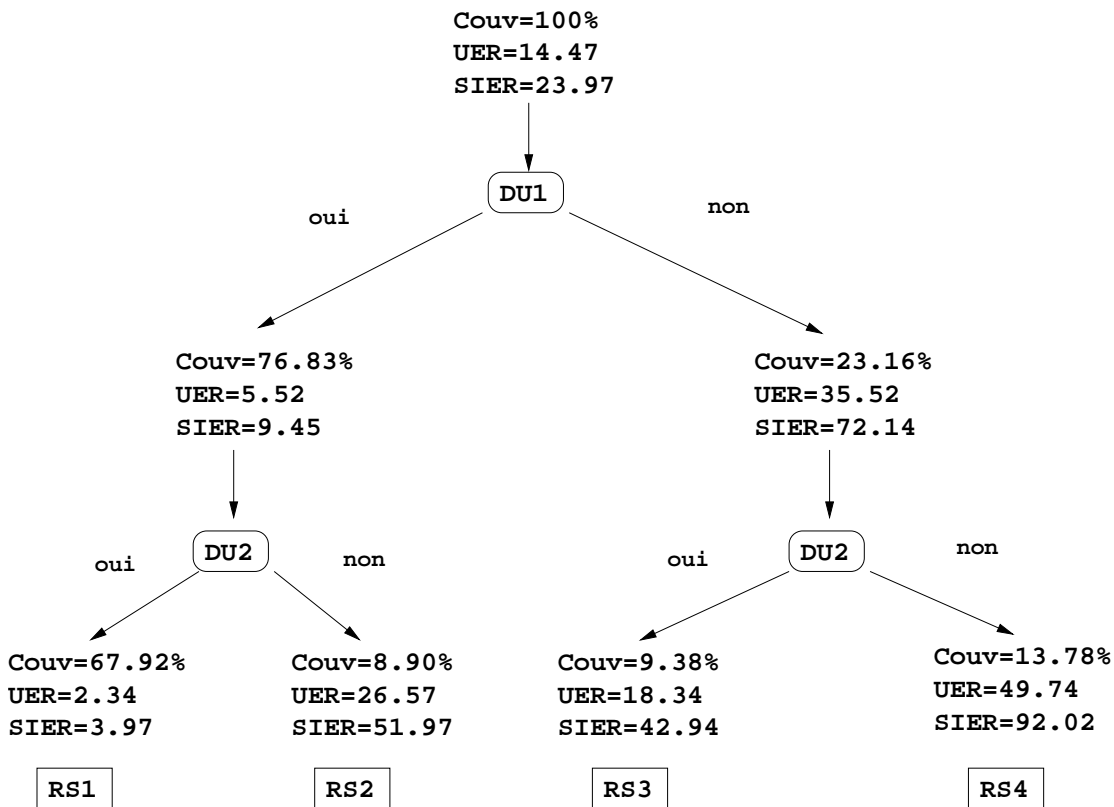 Couv=100%
UER=14.47
SIER=23.97
DU1
oui
non
Couv=76.83%
UER=5.52
SIER=9.45
Couv=23.16%
UER=35.52
SIER=72.14
DU2
oui
non
DU2
oui
non
Couv=67.92%
UER=2.34
SIER=3.97
Couv=8.90%
UER=26.57
SIER=51.97
Couv=9.38%
UER=18.34
SIER=42.94
Couv=13.78%
UER=49.74
SIER=92.02
RS1
RS2
RS3
RS4